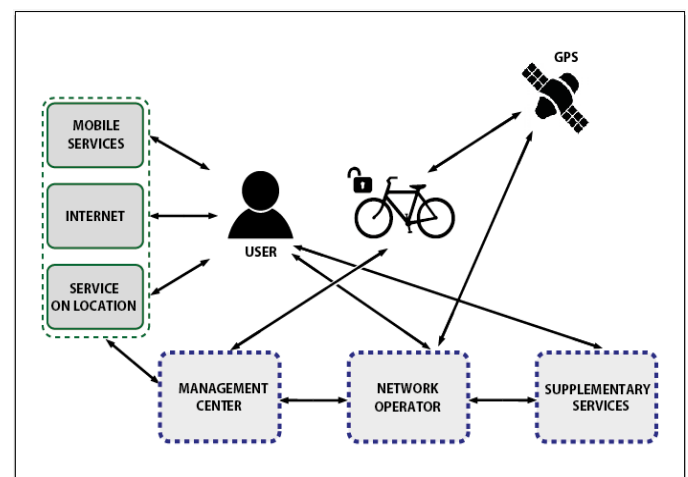 GPS
MOBILE
SERVICES
INTERNET
SERVICE
ON LOCATION
USER
MANAGEMENT
CENTER
NETWORK
OPERATOR
SUPPLEMENTARY
SERVICES